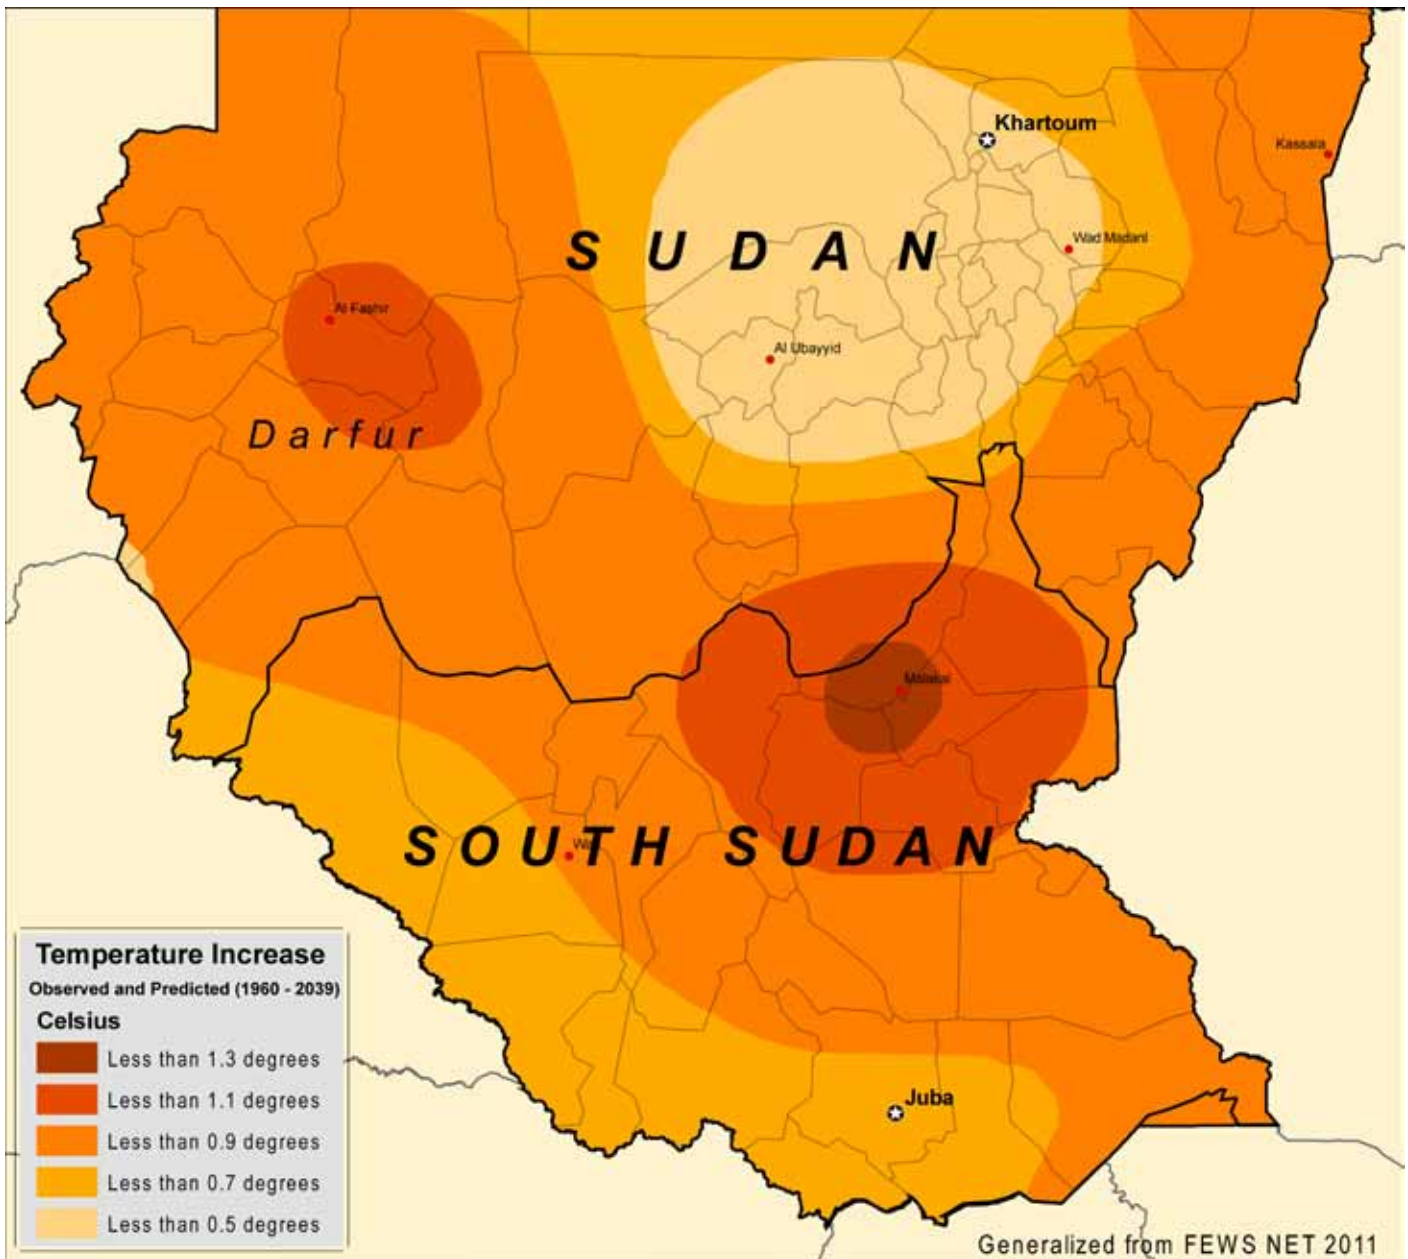 Khartoum
Kassala
SUDAN
Wad Madani
Al Fashir
Al Ubayyid
Darfur
Malakal
SOUTH SUDAN
Temperature Increase
Observed and Predicted (1960 - 2039)
Celsius
Less than 1.3 degrees
Less than 1.1 degrees
Less than 0.9 degrees
Less than 0.7 degrees
Less than 0.5 degrees
Juba
Generalized from FEWS NET 2011